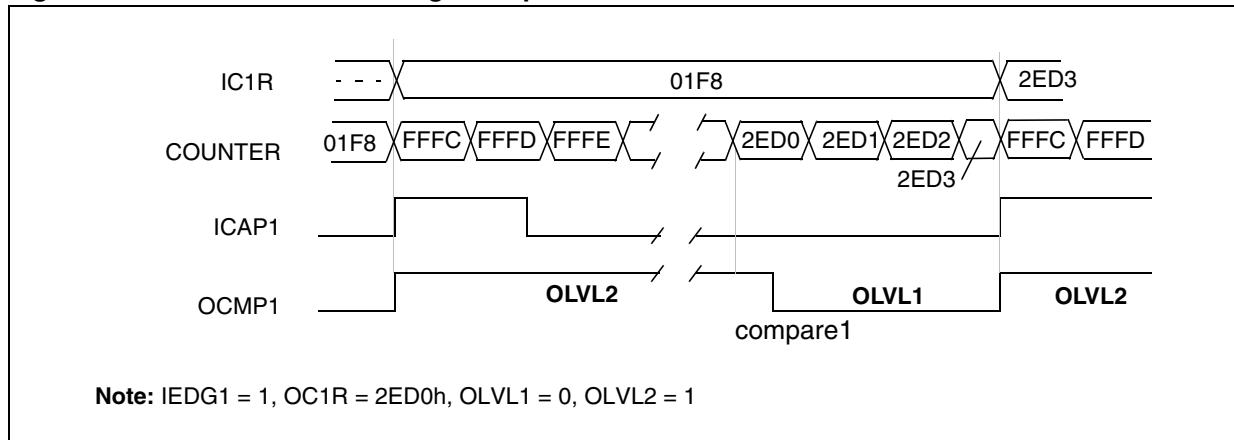 IC1R - - - 01F8 2ED3
COUNTER 01F8 FFFC FFFD FFFE 2ED0 2ED1 2ED2 FFFC FFFD
2ED3
ICAP1
OCMP1 OLVL2 OLVL1 OLVL2
compare1
Note: IEDG1 = 1, OC1R = 2ED0h, OLVL1 = 0, OLVL2 = 1